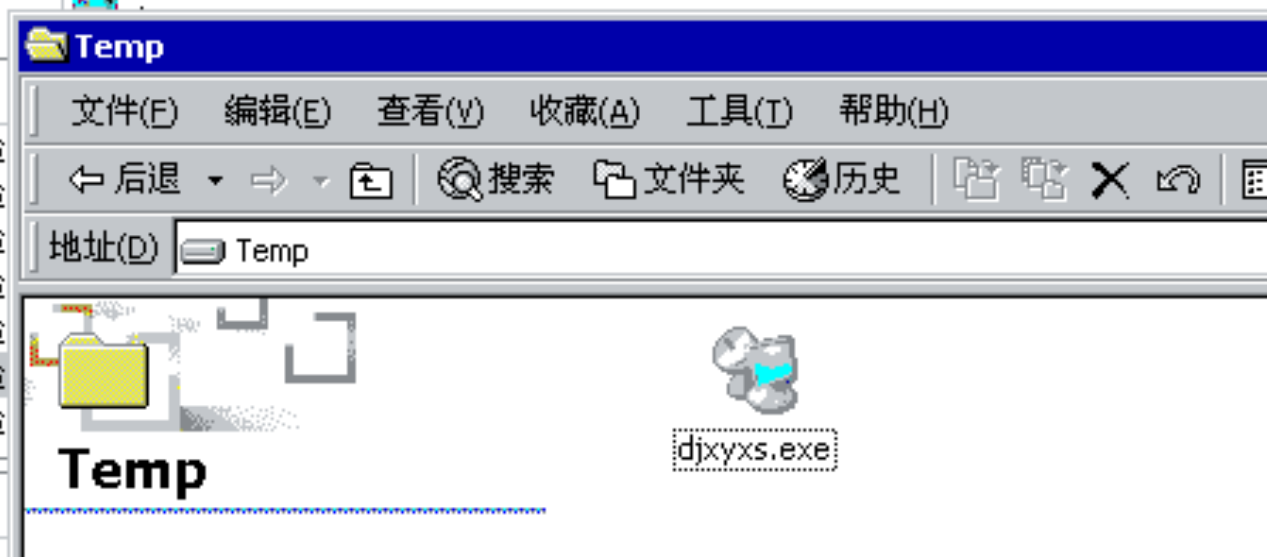 Temp
文件(F) 编辑(E) 查看(V) 收藏(A) 工具(T) 帮助(H)
后退 搜索 文件夹 历史
地址(D) Temp
djxyxs.exe
Temp